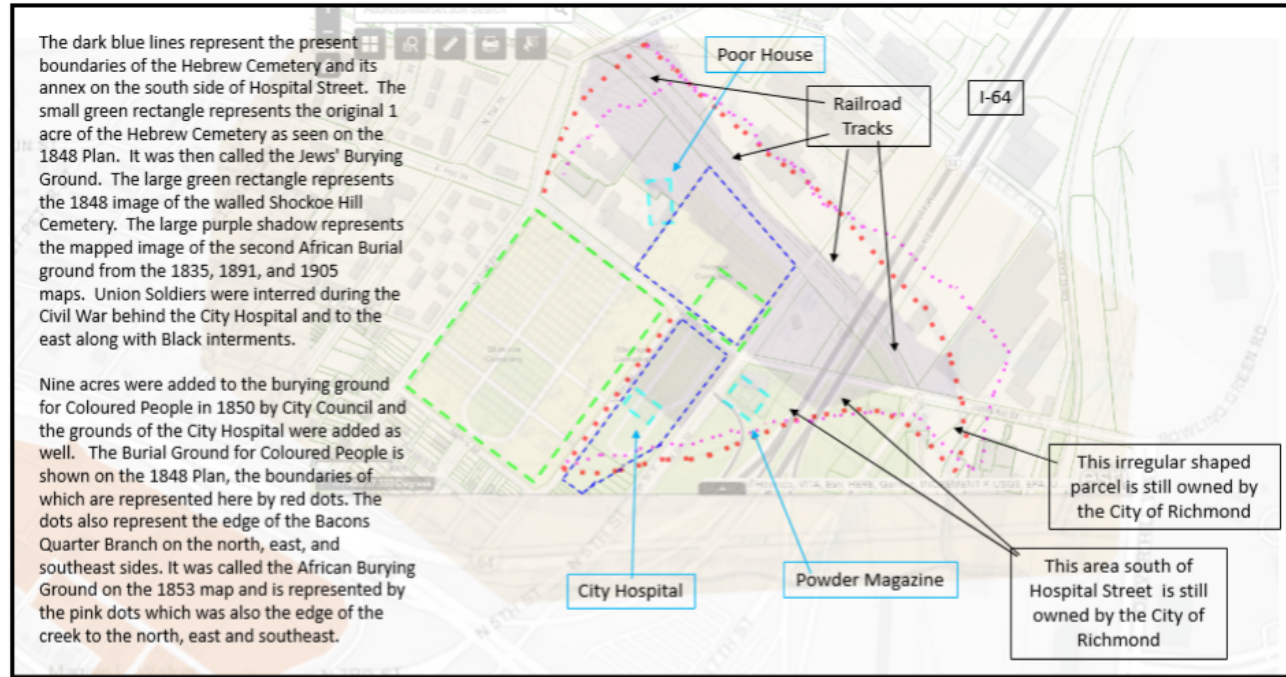 The dark blue lines represent the present
boundaries of the Hebrew Cemetery and its
annex on the south side of Hospital Street. The
small green rectangle represents the original 1
acre of the Hebrew Cemetery as seen on the
1848 Plan. It was then called the Jews' Burying
Ground. The large green rectangle represents
the 1848 image of the walled Shockoe Hill
Cemetery. The large purple shadow represents
the mapped image of the second African Burial
ground from the 1835, 1891, and 1905
maps. Union Soldiers were interred during the
Civil War behind the City Hospital and to the
east along with Black interments.
Nine acres were added to the burying ground
for Coloured People in 1850 by City Council and
the grounds of the City Hospital were added as
well. The Burial Ground for Coloured People is
shown on the 1848 Plan, the boundaries of
which are represented here by red dots. The
dots also represent the edge of the Bacons
Quarter Branch on the north, east, and
southeast sides. It was called the African Burying
Ground on the 1853 map and is represented by
the pink dots which was also the edge of the
creek to the north, east and southeast.
Poor House
Railroad
Tracks
I-64
City Hospital
Powder Magazine
This irregular shaped
parcel is still owned by
the City of Richmond
This area south of
Hospital Street is still
owned by the City of
Richmond
N 5TH ST
N 7TH ST
BOWLING GREEN RD